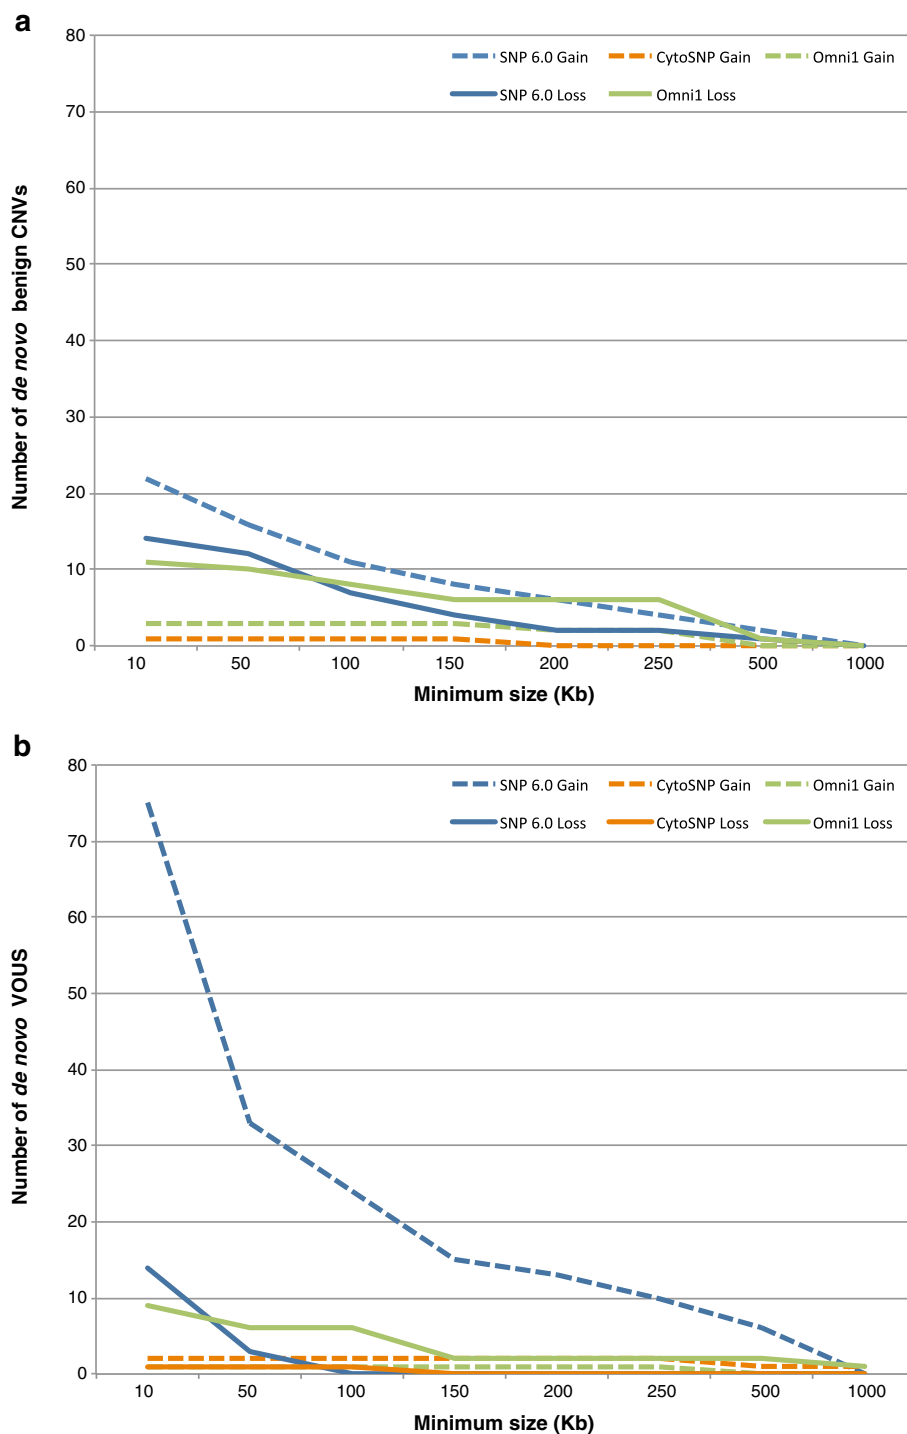 a
80
70
60
50
40
30
20
10
0
Number of de novo benign CNVs
SNP 6.0 Gain CytoSNP Gain Omni1 Gain
SNP 6.0 Loss Omni1 Loss
10 50 100 150 200 250 500 1000
Minimum size (Kb)
b
80
70
60
50
40
30
20
10
0
Number of de novo VOUS
SNP 6.0 Gain CytoSNP Gain Omni1 Gain
SNP 6.0 Loss CytoSNP Loss Omni1 Loss
10 50 100 150 200 250 500 1000
Minimum size (Kb)